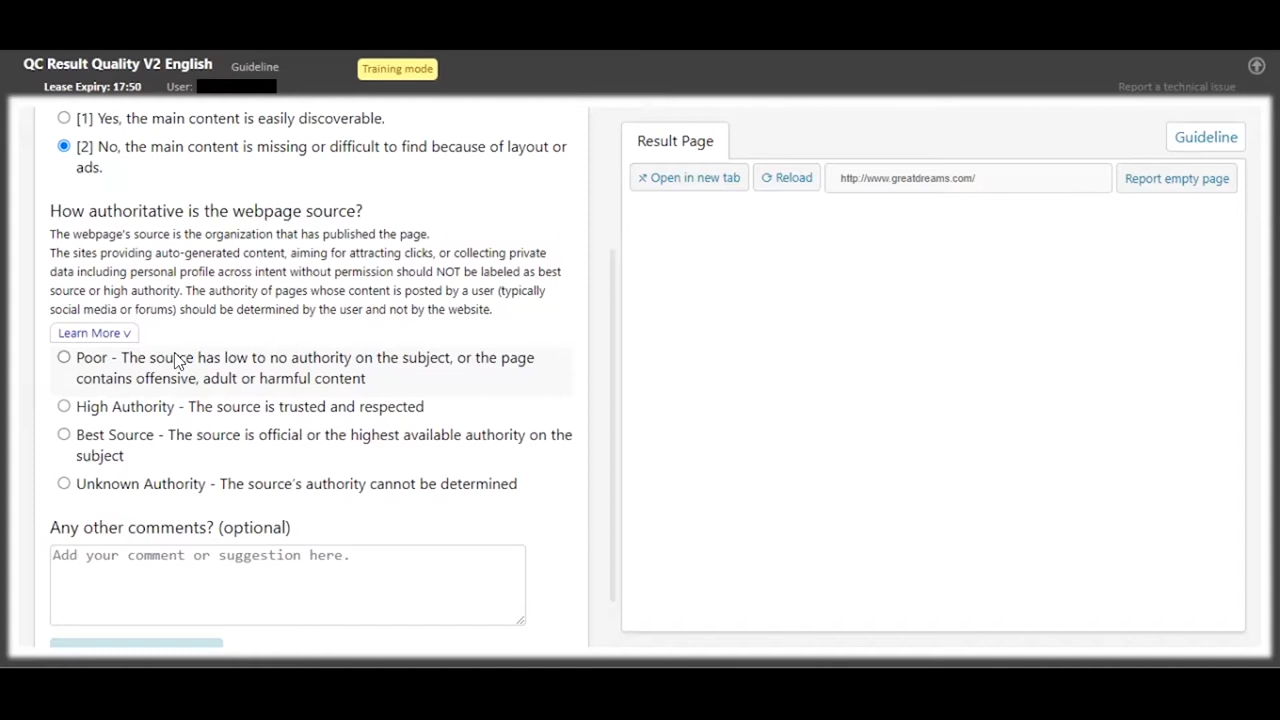 QC Result Quality V2 English Guideline Training mode
Lease Expiry: 17:50 User: Report a technical issue
[1] Yes, the main content is easily discoverable.
[2] No, the main content is missing or difficult to find because of layout or
ads.
How authoritative is the webpage source?
The webpage's source is the organization that has published the page.
The sites providing auto-generated content, aiming for attracting clicks, or collecting private
data including personal profile across intent without permission should NOT be labeled as best
source or high authority. The authority of pages whose content is posted by a user (typically
social media or forums) should be determined by the user and not by the website.
Learn More v
Poor - The source has low to no authority on the subject, or the page
contains offensive, adult or harmful content
High Authority - The source is trusted and respected
Best Source - The source is official or the highest available authority on the
subject
Unknown Authority - The source's authority cannot be determined
Any other comments? (optional)
Add your comment or suggestion here.
Result Page
Guideline
Open in new tab Reload http://www.greatdreams.com/ Report empty page